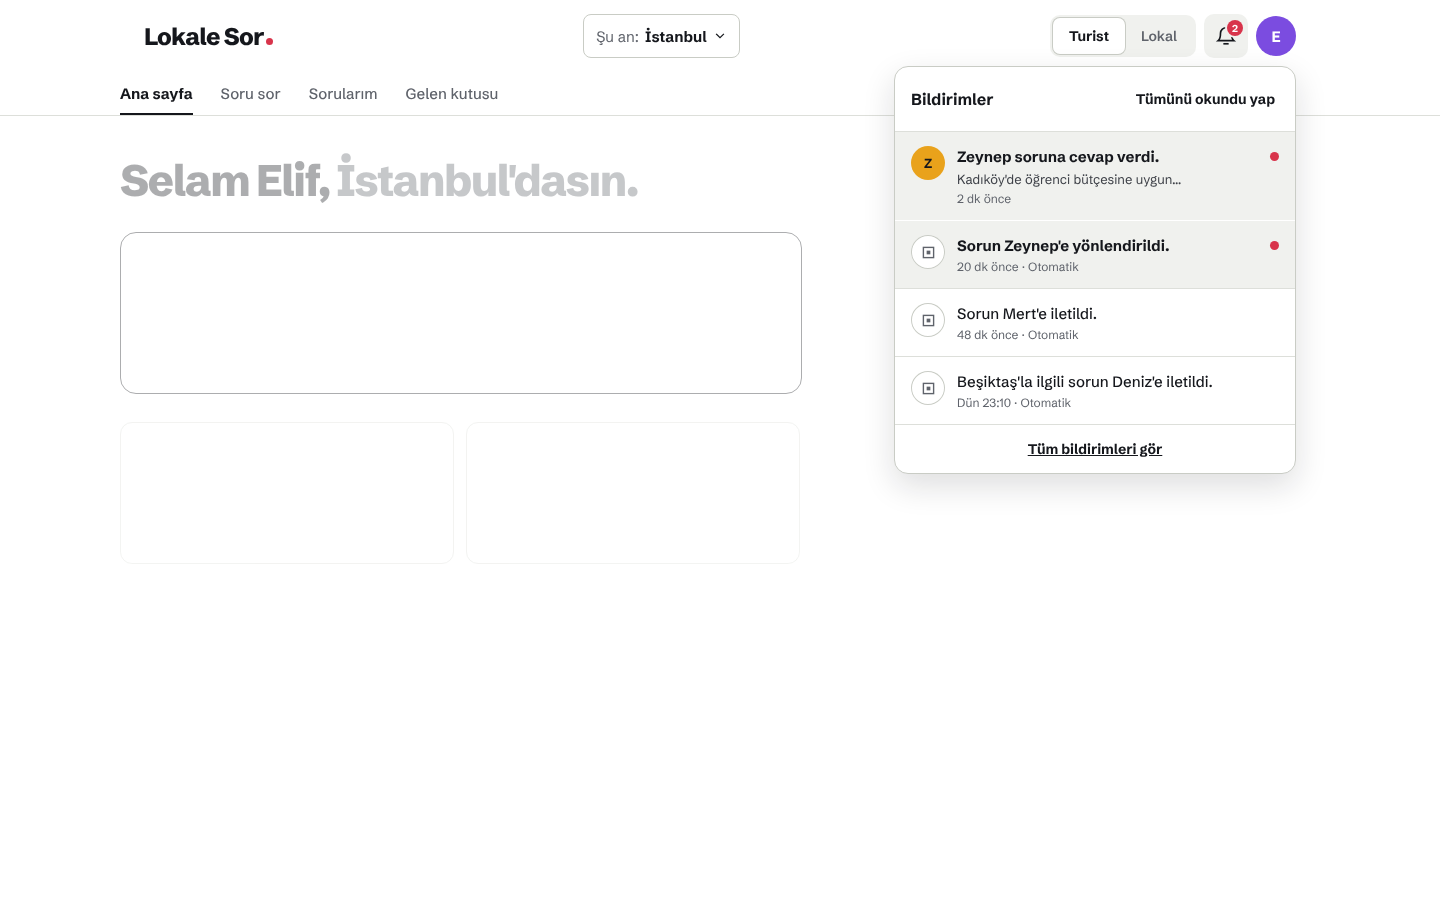 Lokale Sor.
Şu an: İstanbul
Turist
Lokal
2
E
Ana sayfa
Soru sor
Sorularım
Gelen kutusu
Selam Elif, İstanbul'dasın.
Bildirimler
Tümünü okundu yap
Z
Zeynep soruna cevap verdi.
Kadıköy'de öğrenci bütçesine uygun…
2 dk önce
Sorun Zeynep'e yönlendirildi.
20 dk önce · Otomatik
Sorun Mert'e iletildi.
48 dk önce · Otomatik
Beşiktaş'la ilgili sorun Deniz'e iletildi.
Dün 23:10 · Otomatik
Tüm bildirimleri gör